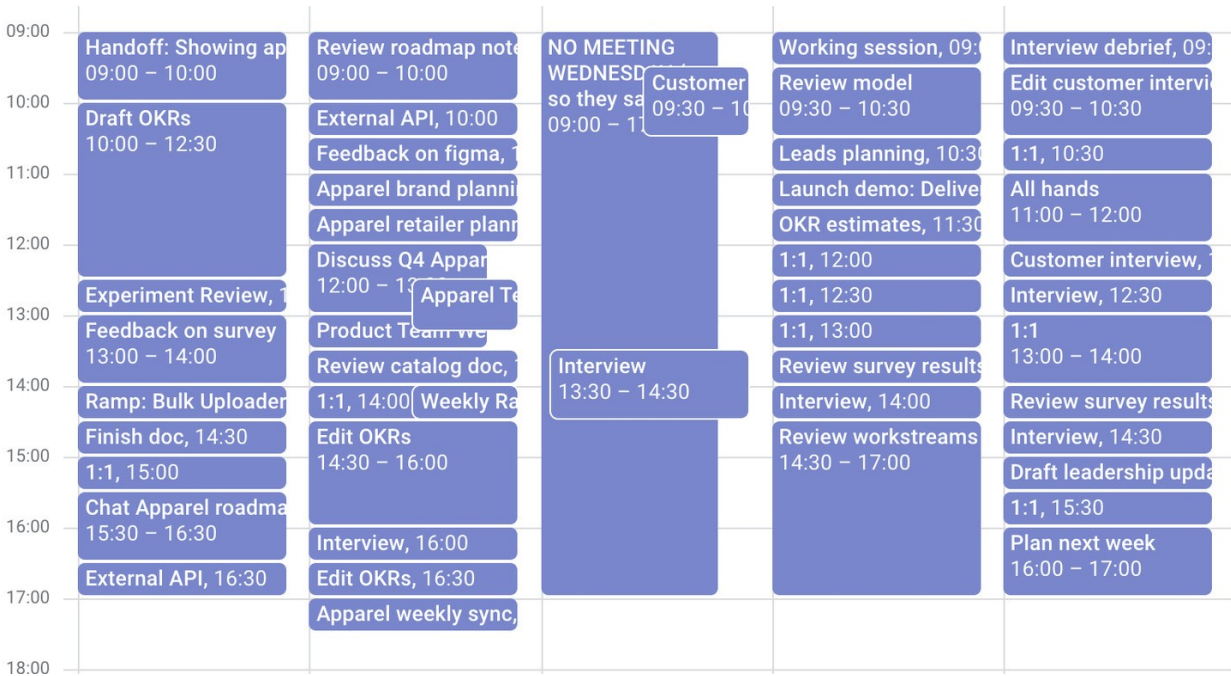 09:00
10:00
11:00
12:00
13:00
14:00
15:00
16:00
17:00
18:00
Handoff: Showing ap
09:00 – 10:00
Draft OKRs
10:00 – 12:30
Experiment Review, 1
Feedback on survey
13:00 – 14:00
Ramp: Bulk Uploader
Finish doc, 14:30
1:1, 15:00
Chat Apparel roadma
15:30 – 16:30
External API, 16:30
Review roadmap note
09:00 – 10:00
External API, 10:00
Feedback on figma, 1
Apparel brand planni
Apparel retailer plann
Discuss Q4 Appar
12:00 – 13:00
Apparel Te
Product Team We
Review catalog doc, 1
1:1, 14:00
Weekly Ra
Edit OKRs
14:30 – 16:00
Interview, 16:00
Edit OKRs, 16:30
Apparel weekly sync,
NO MEETING
WEDNESDAY
so they sa
09:00 – 17
Customer
09:30 – 10
Interview
13:30 – 14:30
Working session, 09:0
Review model
09:30 – 10:30
Leads planning, 10:30
Launch demo: Delive
OKR estimates, 11:30
1:1, 12:00
1:1, 12:30
1:1, 13:00
Review survey results
Interview, 14:00
Review workstreams
14:30 – 17:00
Interview debrief, 09:
Edit customer intervi
09:30 – 10:30
1:1, 10:30
All hands
11:00 – 12:00
Customer interview, 1
Interview, 12:30
1:1
13:00 – 14:00
Review survey results
Interview, 14:30
Draft leadership upda
1:1, 15:30
Plan next week
16:00 – 17:00